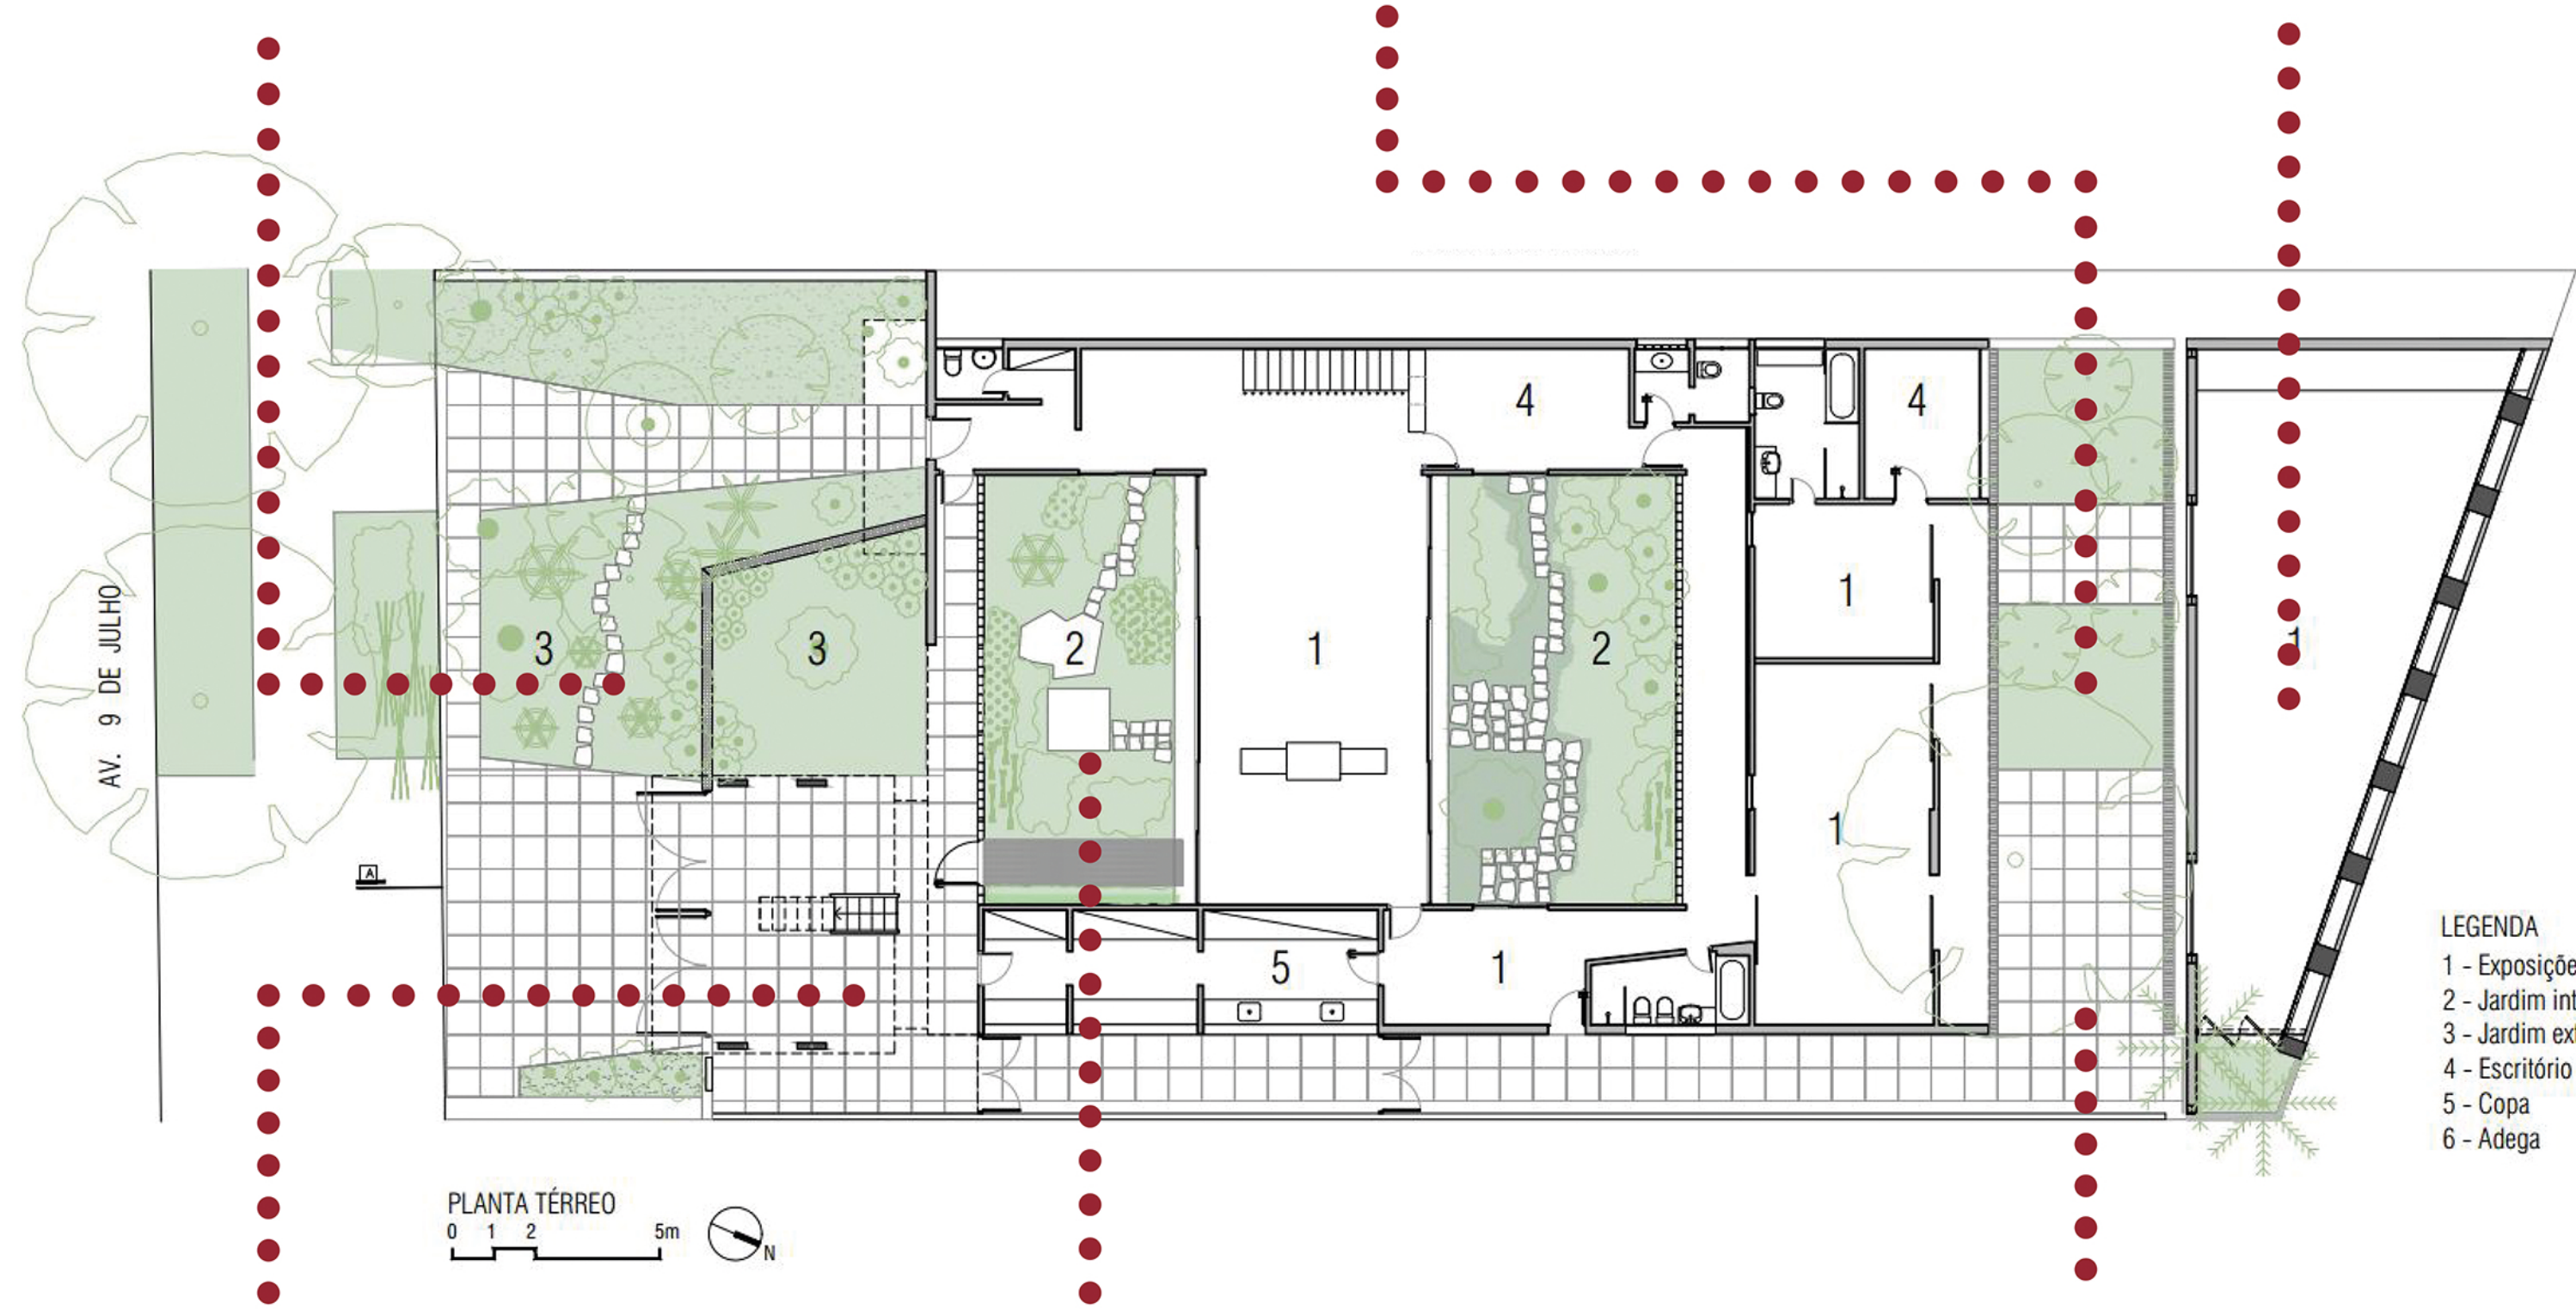 4
4
3
3
2
1
2
1
1
1
AV. 9 DE JULHO
A
5
1
LEGENDA
1 - Exposiçõe
2 - Jardim int
3 - Jardim ex
4 - Escritório
5 - Copa
6 - Adega
PLANTA TÉRREO
0 1 2 5m
N